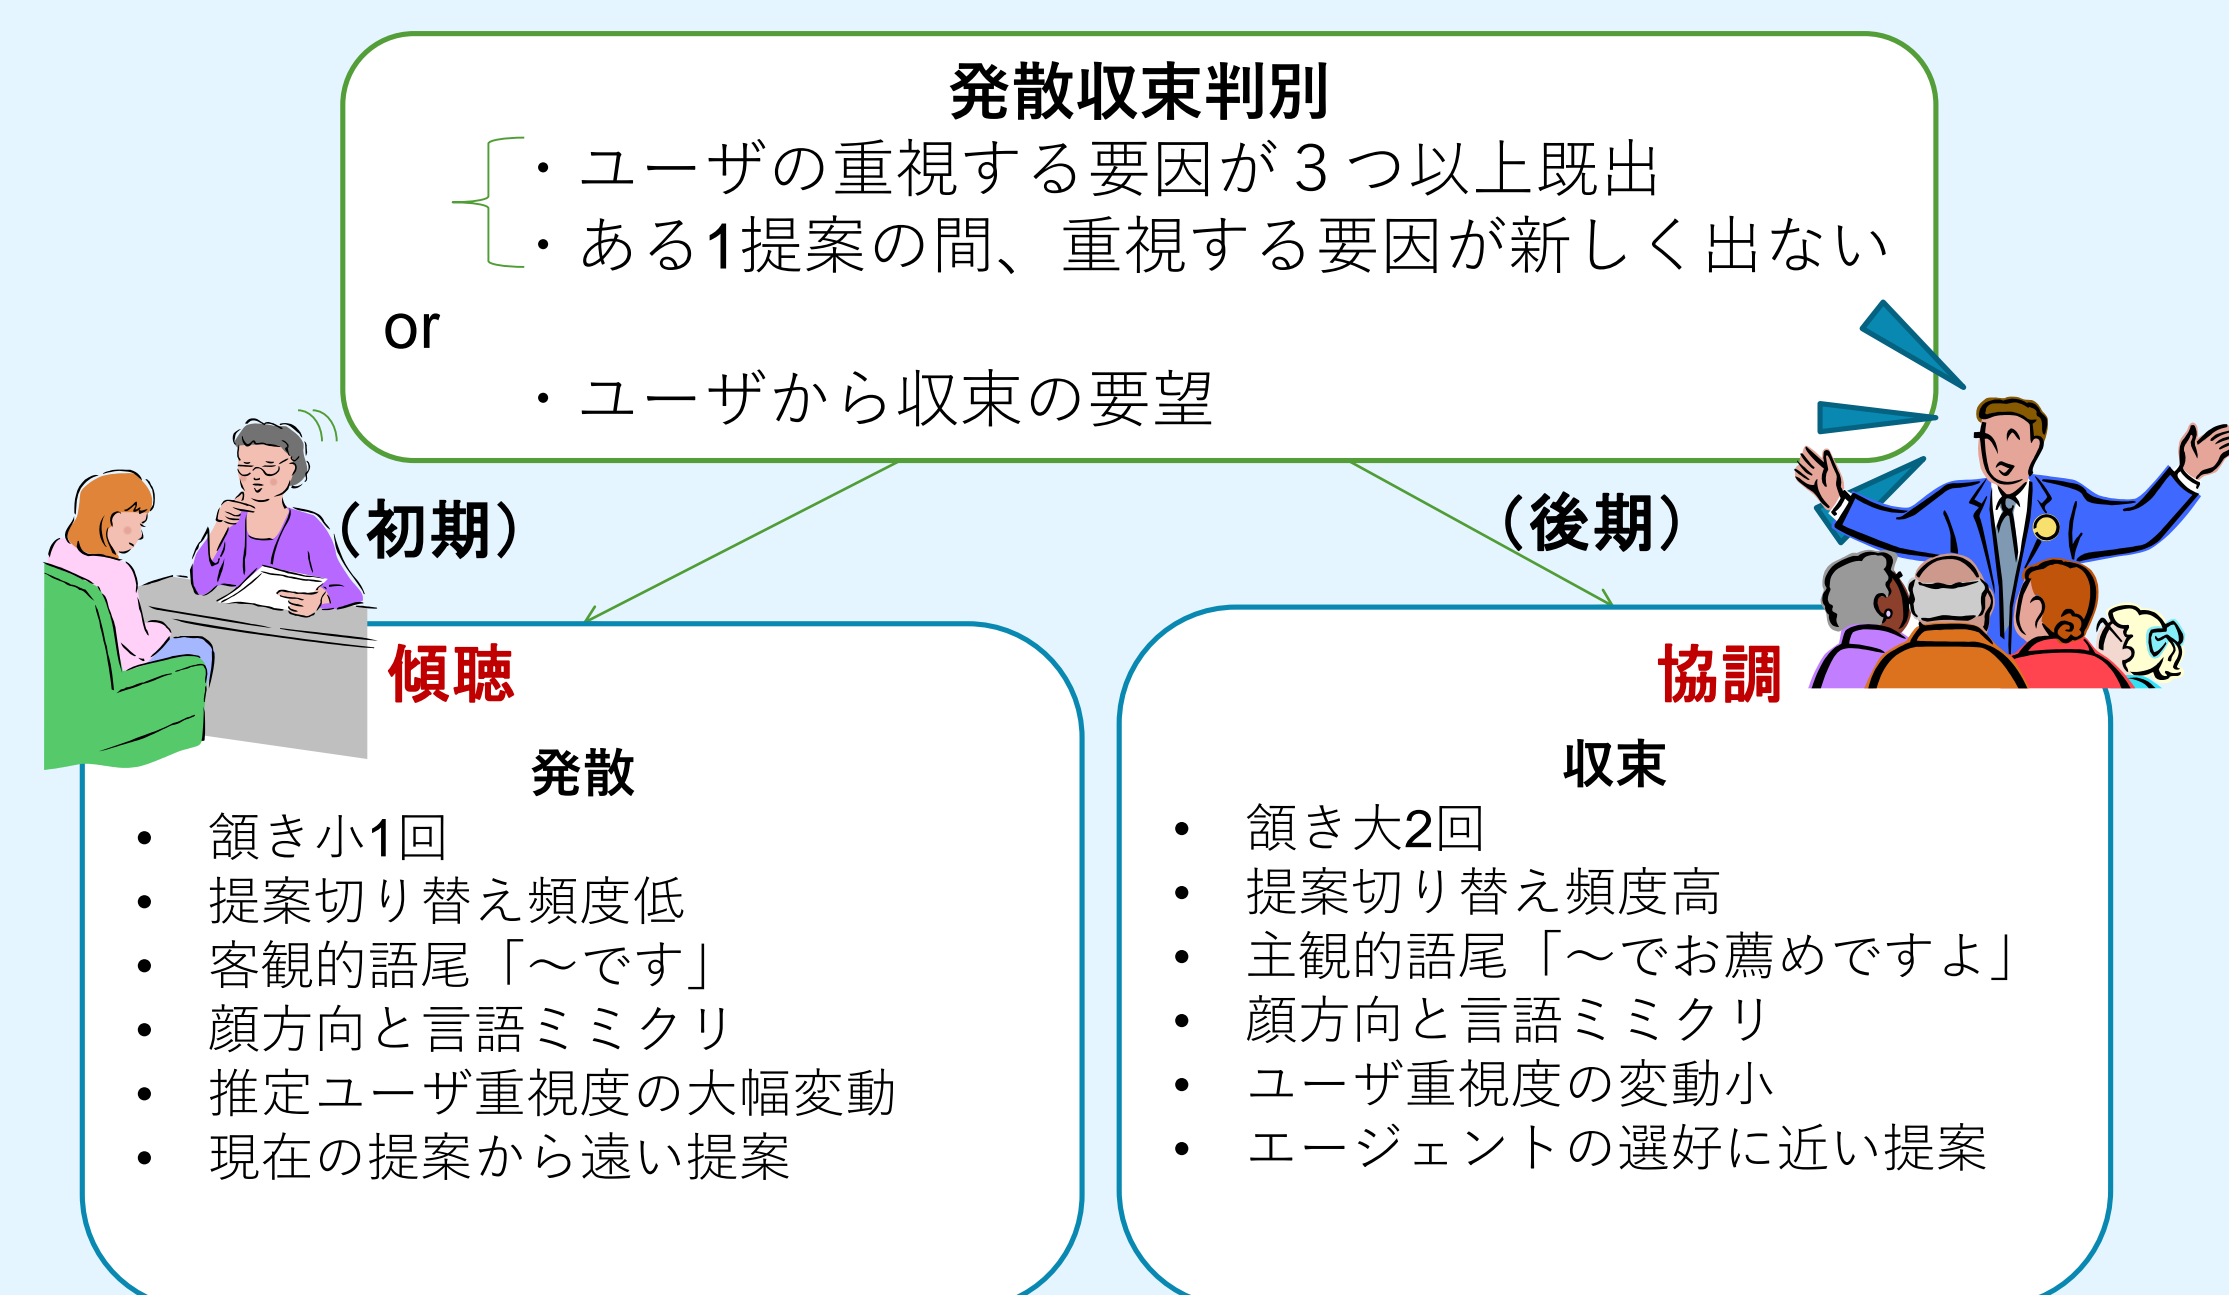 発散収束判別
・ユーザの重視する要因が３つ以上既出
・ある1提案の間、重視する要因が新しく出ない
or
・ユーザから収束の要望
（初期）
（後期）
傾聴
発散
• 頷き小1回
• 提案切り替え頻度低
• 客観的語尾「～です」
• 顔方向と言語ミミクリ
• 推定ユーザ重視度の大幅変動
• 現在の提案から遠い提案
協調
収束
• 頷き大2回
• 提案切り替え頻度高
• 主観的語尾「～でお薦めですよ」
• 顔方向と言語ミミクリ
• ユーザ重視度の変動小
• エージェントの選好に近い提案